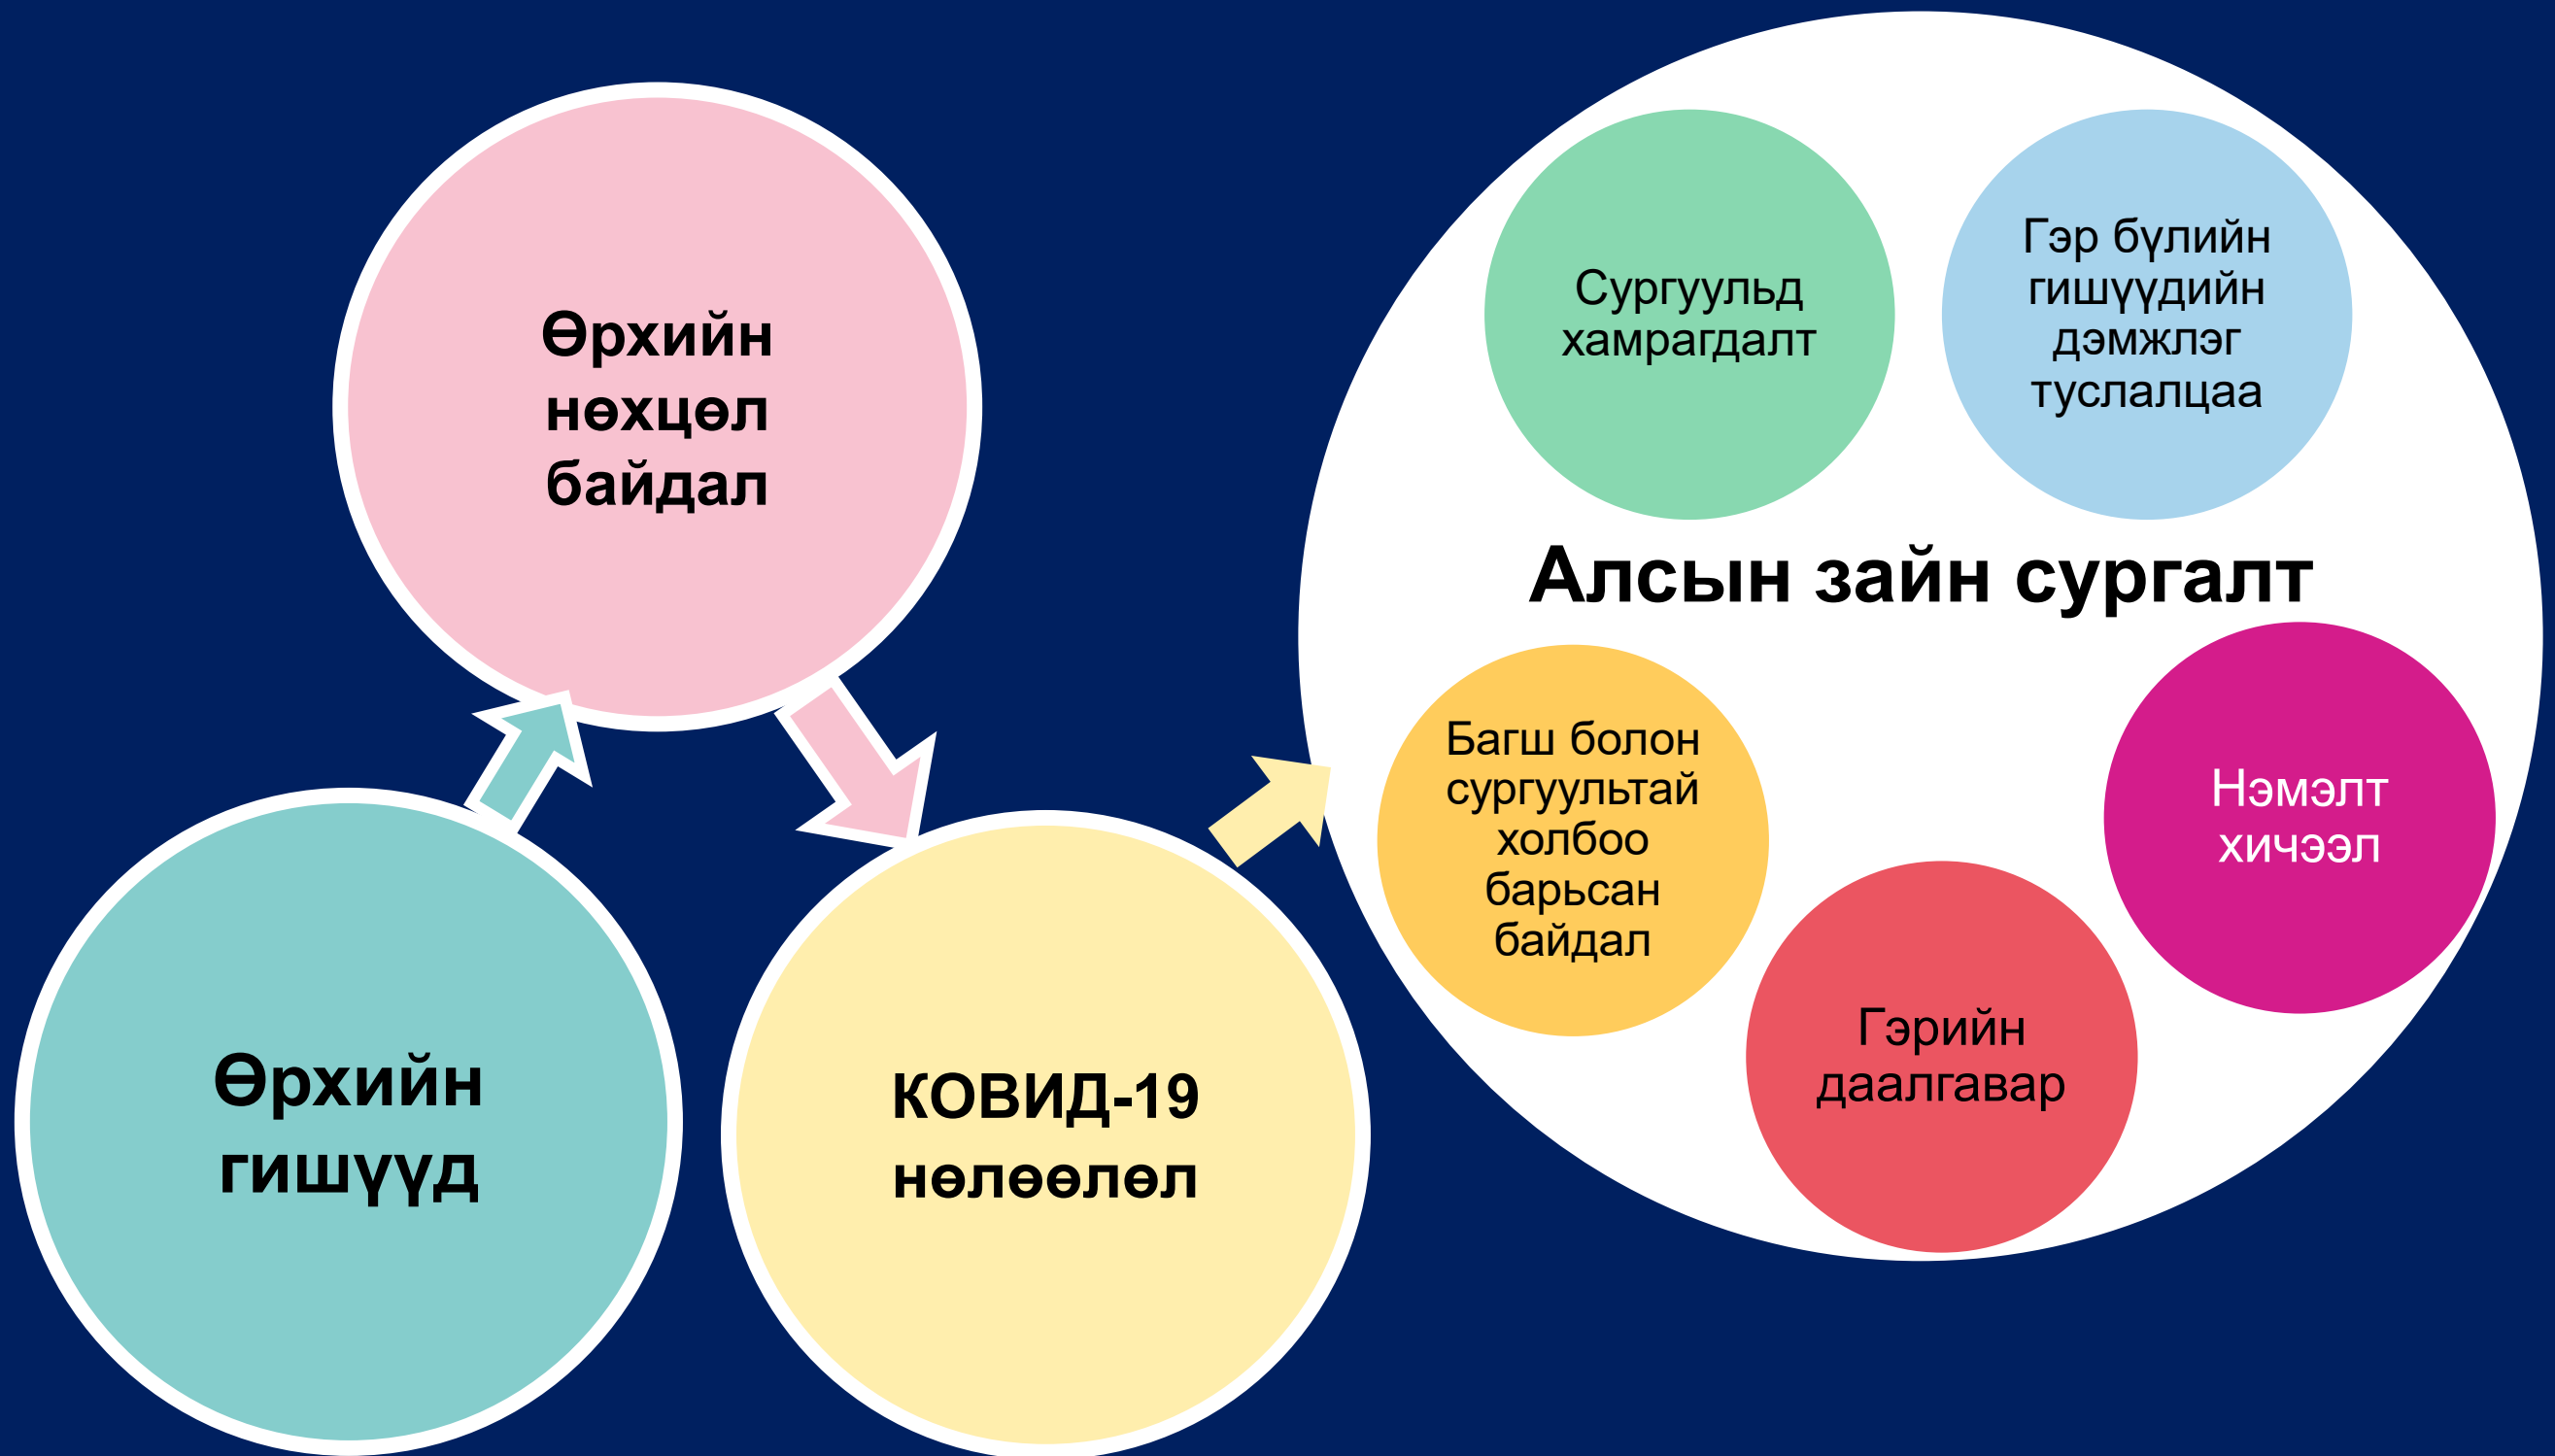 Өрхийн
нөхцөл
байдал
Өрхийн
гишүүд
КОВИД-19
нөлөөлөл
Сургуульд
хамрагдалт
Гэр бүлийн
гишүүдийн
дэмжлэг
туслалцаа
Алсын зайн сургалт
Багш болон
сургуультай
холбоо
барьсан
байдал
Нэмэлт
хичээл
Гэрийн
даалгавар